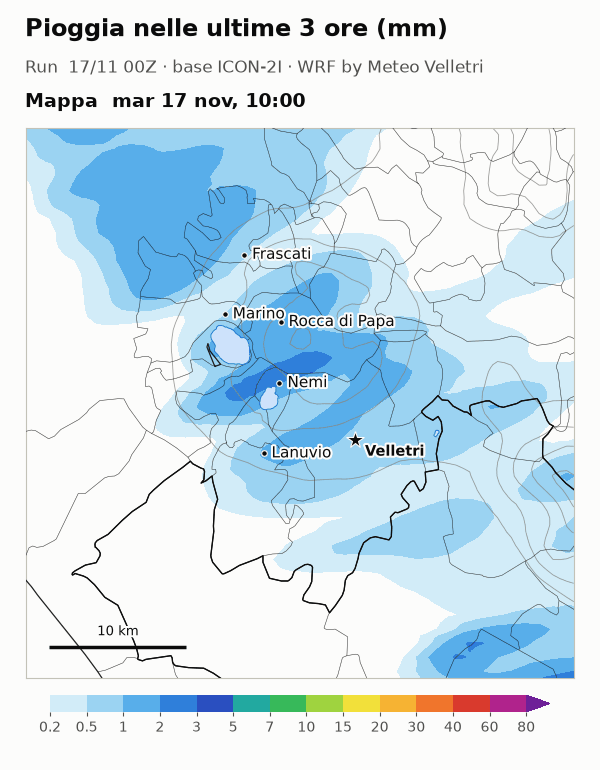 Pioggia nelle ultime 3 ore (mm)
Run 17/11 00Z · base ICON-2I · WRF by Meteo Velletri
Mappa mar 17 nov, 10:00
Frascati
Marino
Rocca di Papa
Nemi
Velletri
Lanuvio
10 km
0.2 0.5 1 2 3 5 7 10 15 20 30 40 60 80